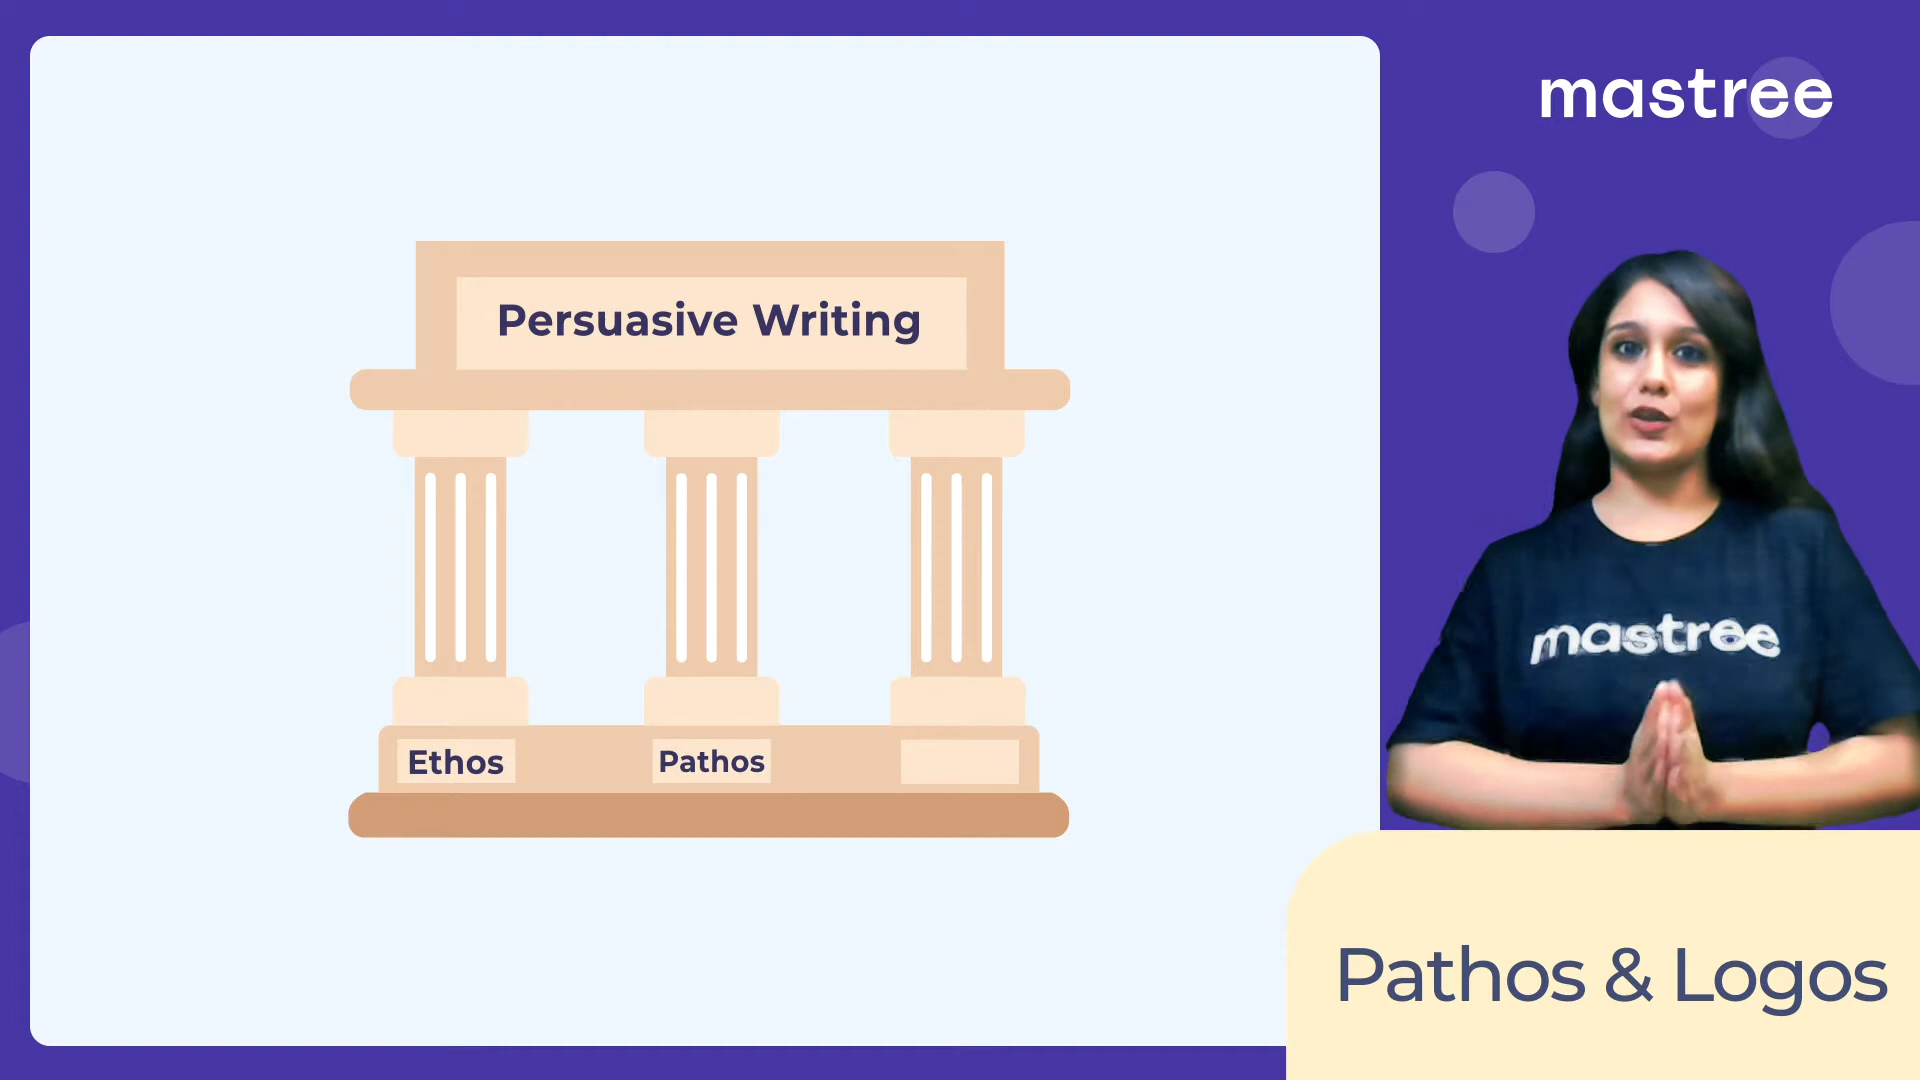 mastree
Persuasive Writing
mastree
Ethos
Pathos
Pathos & Logos